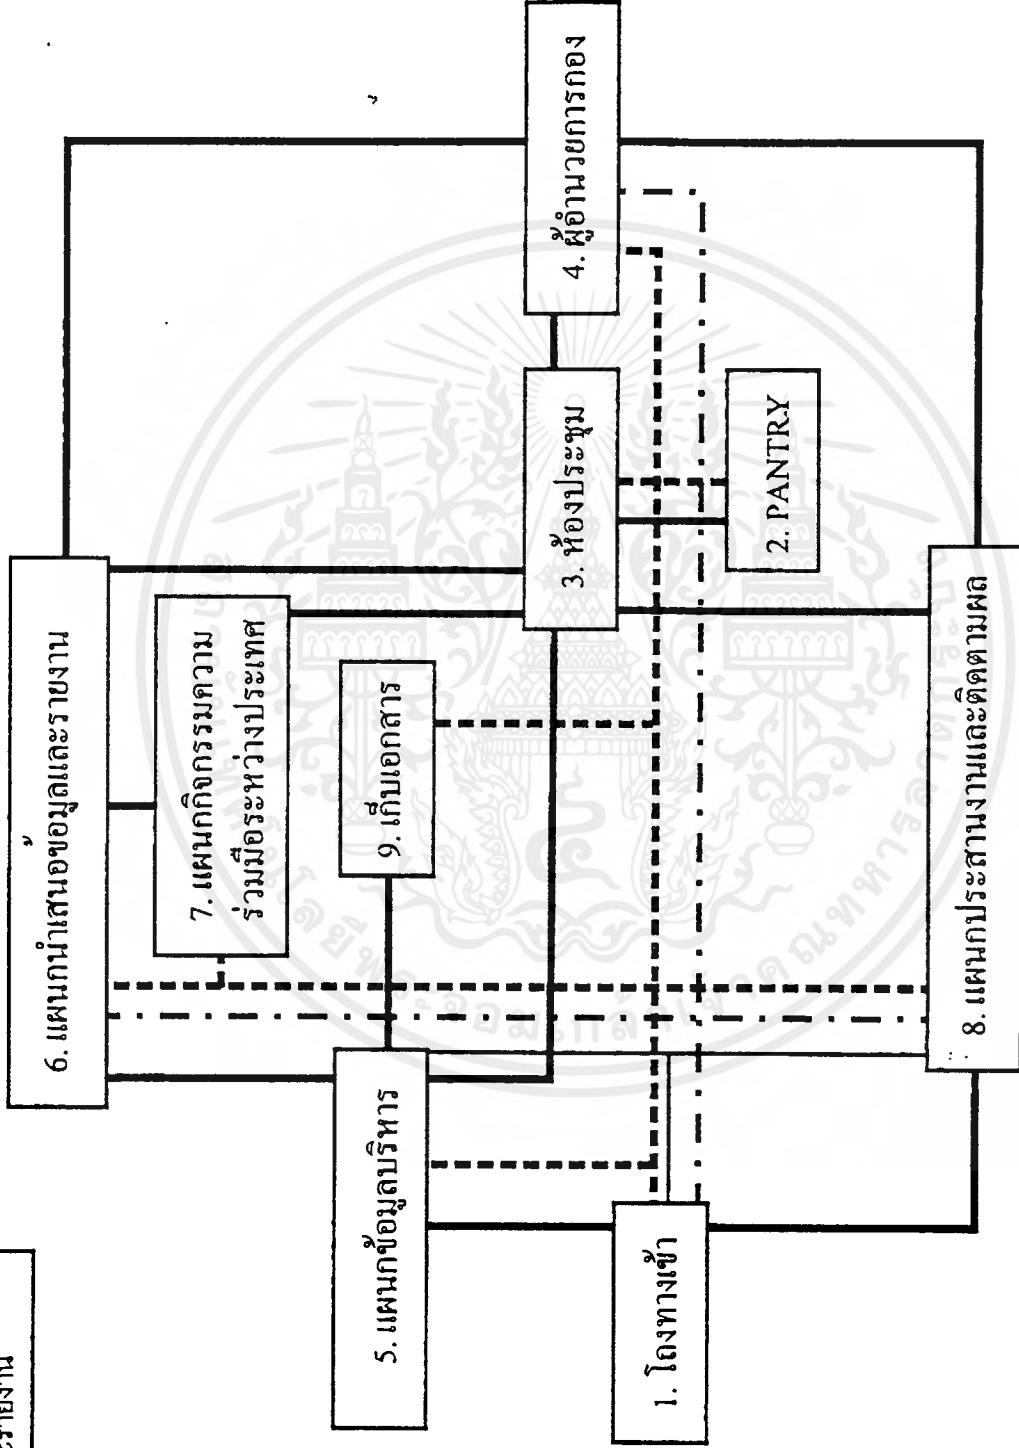 ะรายงาน
6. แผนกนำเสนอข้อมูลและรายงาน
7. แผนกกิจกรรมความ
ร่วมมือระหว่างประเทศ
9. เก็บเอกสาร
5. แผนกข้อมูลบริหาร
4. ผู้อำนวยการกอง
3. ห้องประชุม
1. โถงทางเข้า
2. PANTRY
8. แผนกประสานงานและติดตามผล